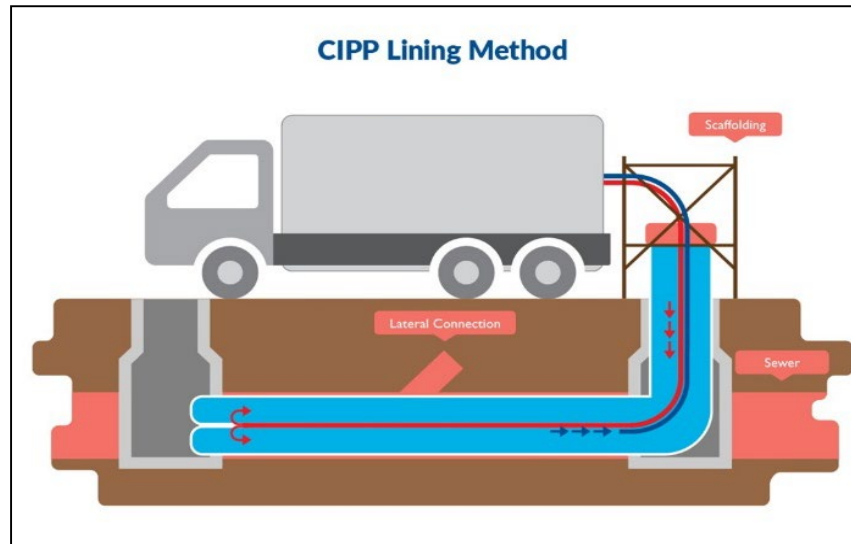 CIPP Lining Method
Scaffolding
Lateral Connection
Sewer